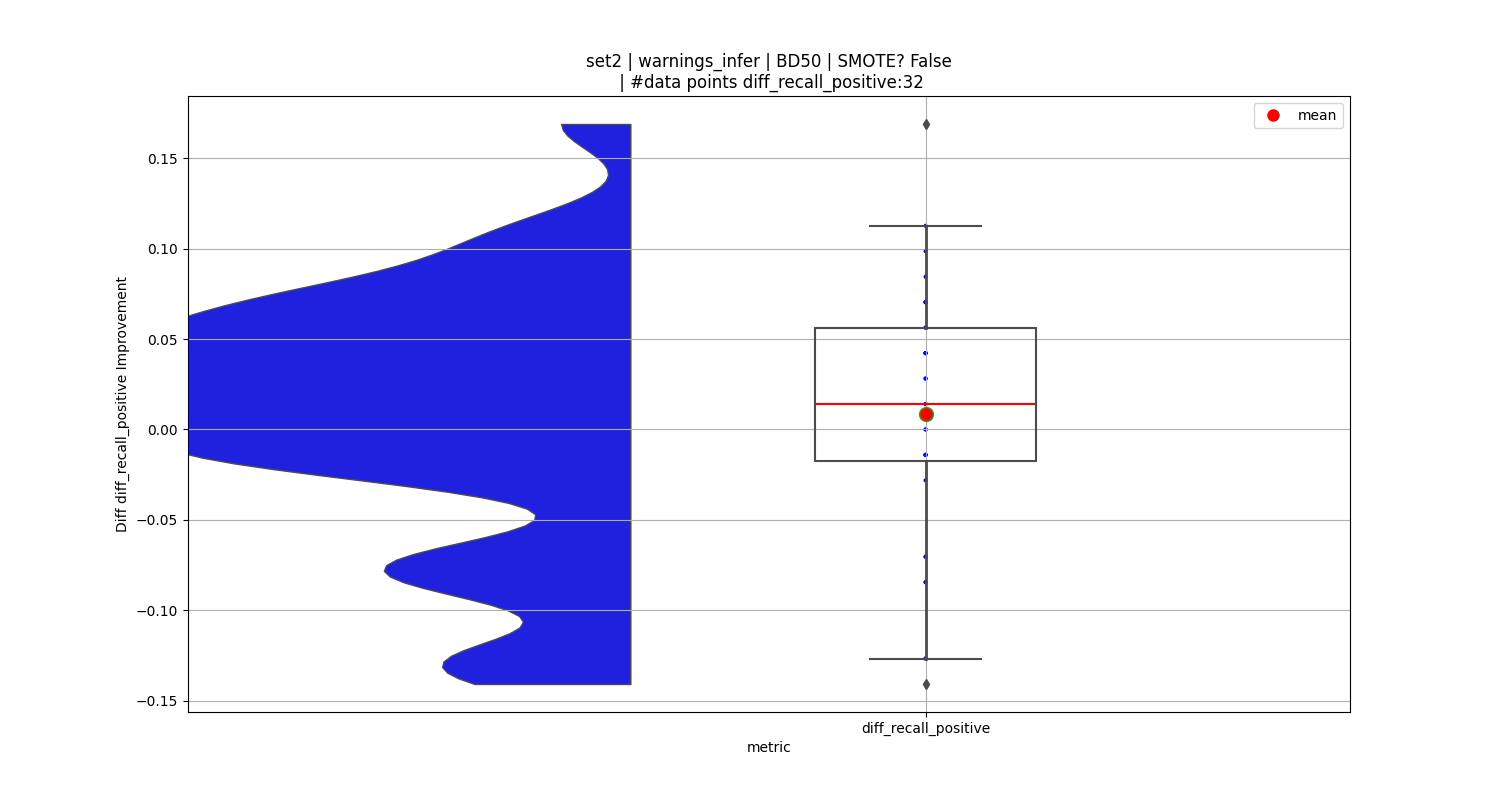 set2 | warnings_infer | BD50 | SMOTE? False
| #data points diff_recall_positive:32
mean
0.15
0.10
0.05
0.00
−0.05
−0.10
−0.15
Diff diff_recall_positive Improvement
diff_recall_positive
metric